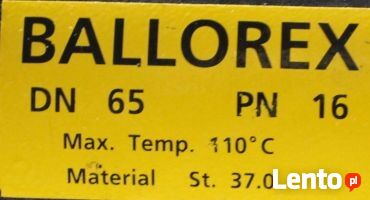 BALLOREX
DN 65 PN 16
Max. Temp. 110°C
Material St. 37.0
Lento pl